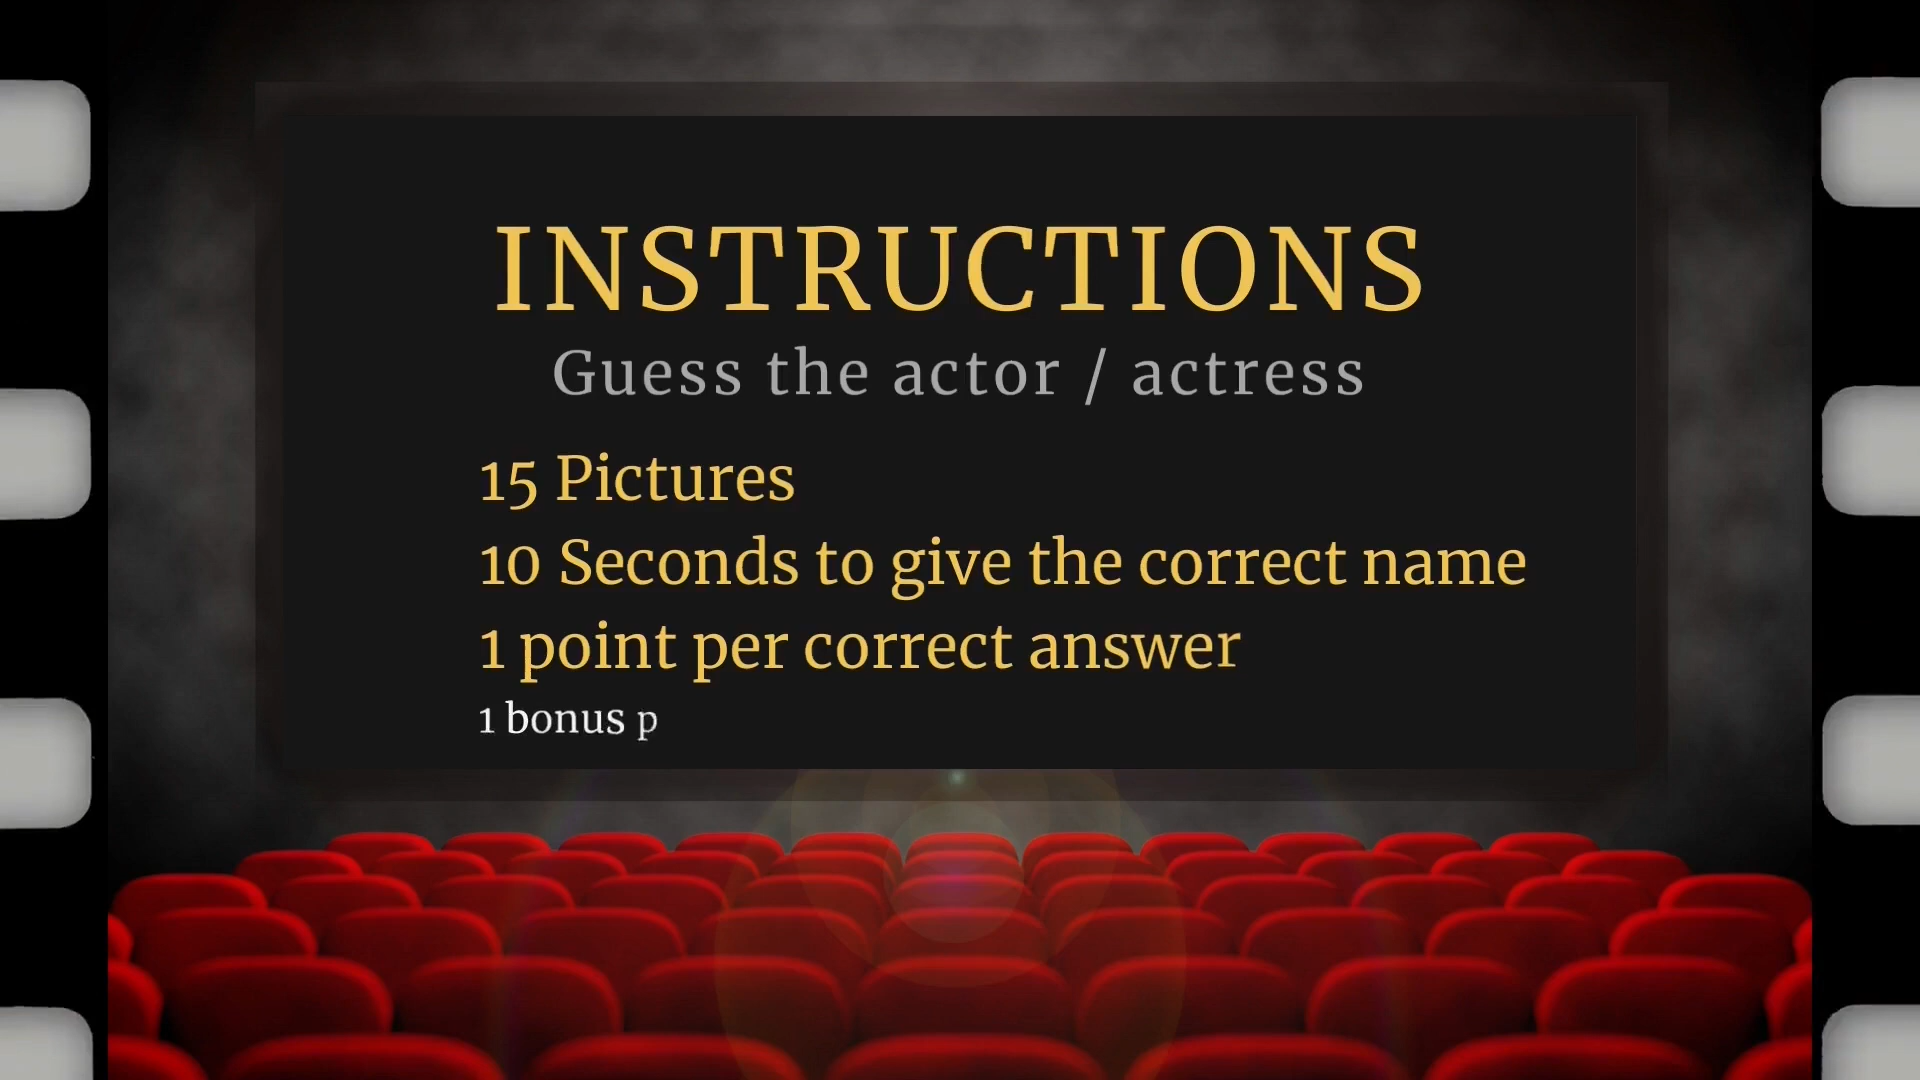 INSTRUCTIONS
Guess the actor / actress
15 Pictures
10 Seconds to give the correct name
1 point per correct answer
1 bonus p